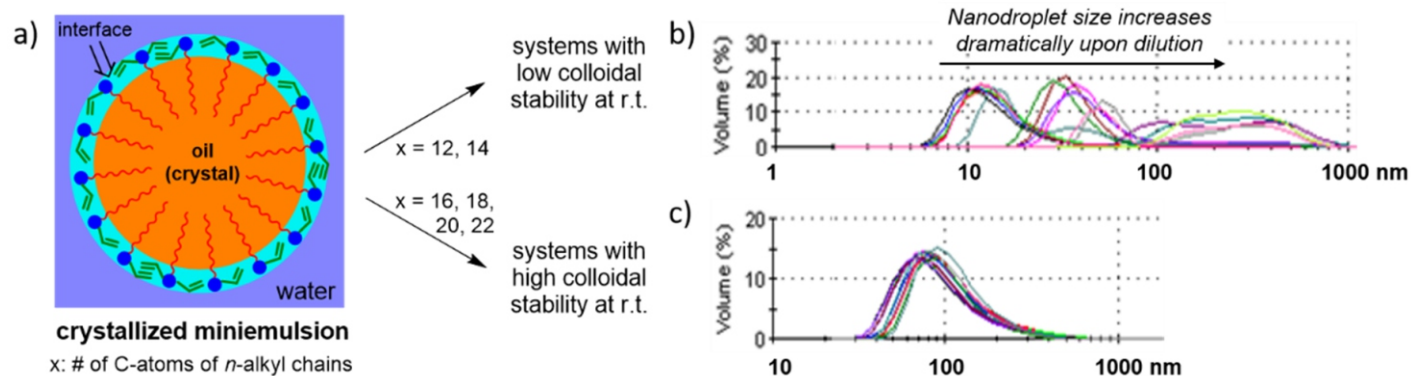 a)
interface
oil
(crystal)
water
crystallized miniemulsion
x: # of C-atoms of n-alkyl chains
systems with
low colloidal
stability at r.t.
x = 12, 14
x = 16, 18,
20, 22
systems with
high colloidal
stability at r.t.
b)
Nanodroplet size increases
dramatically upon dilution
Volume (%)
30
20
10
0
1 10 100 1000 nm
c)
Volume (%)
20
10
0
10 100 1000 nm